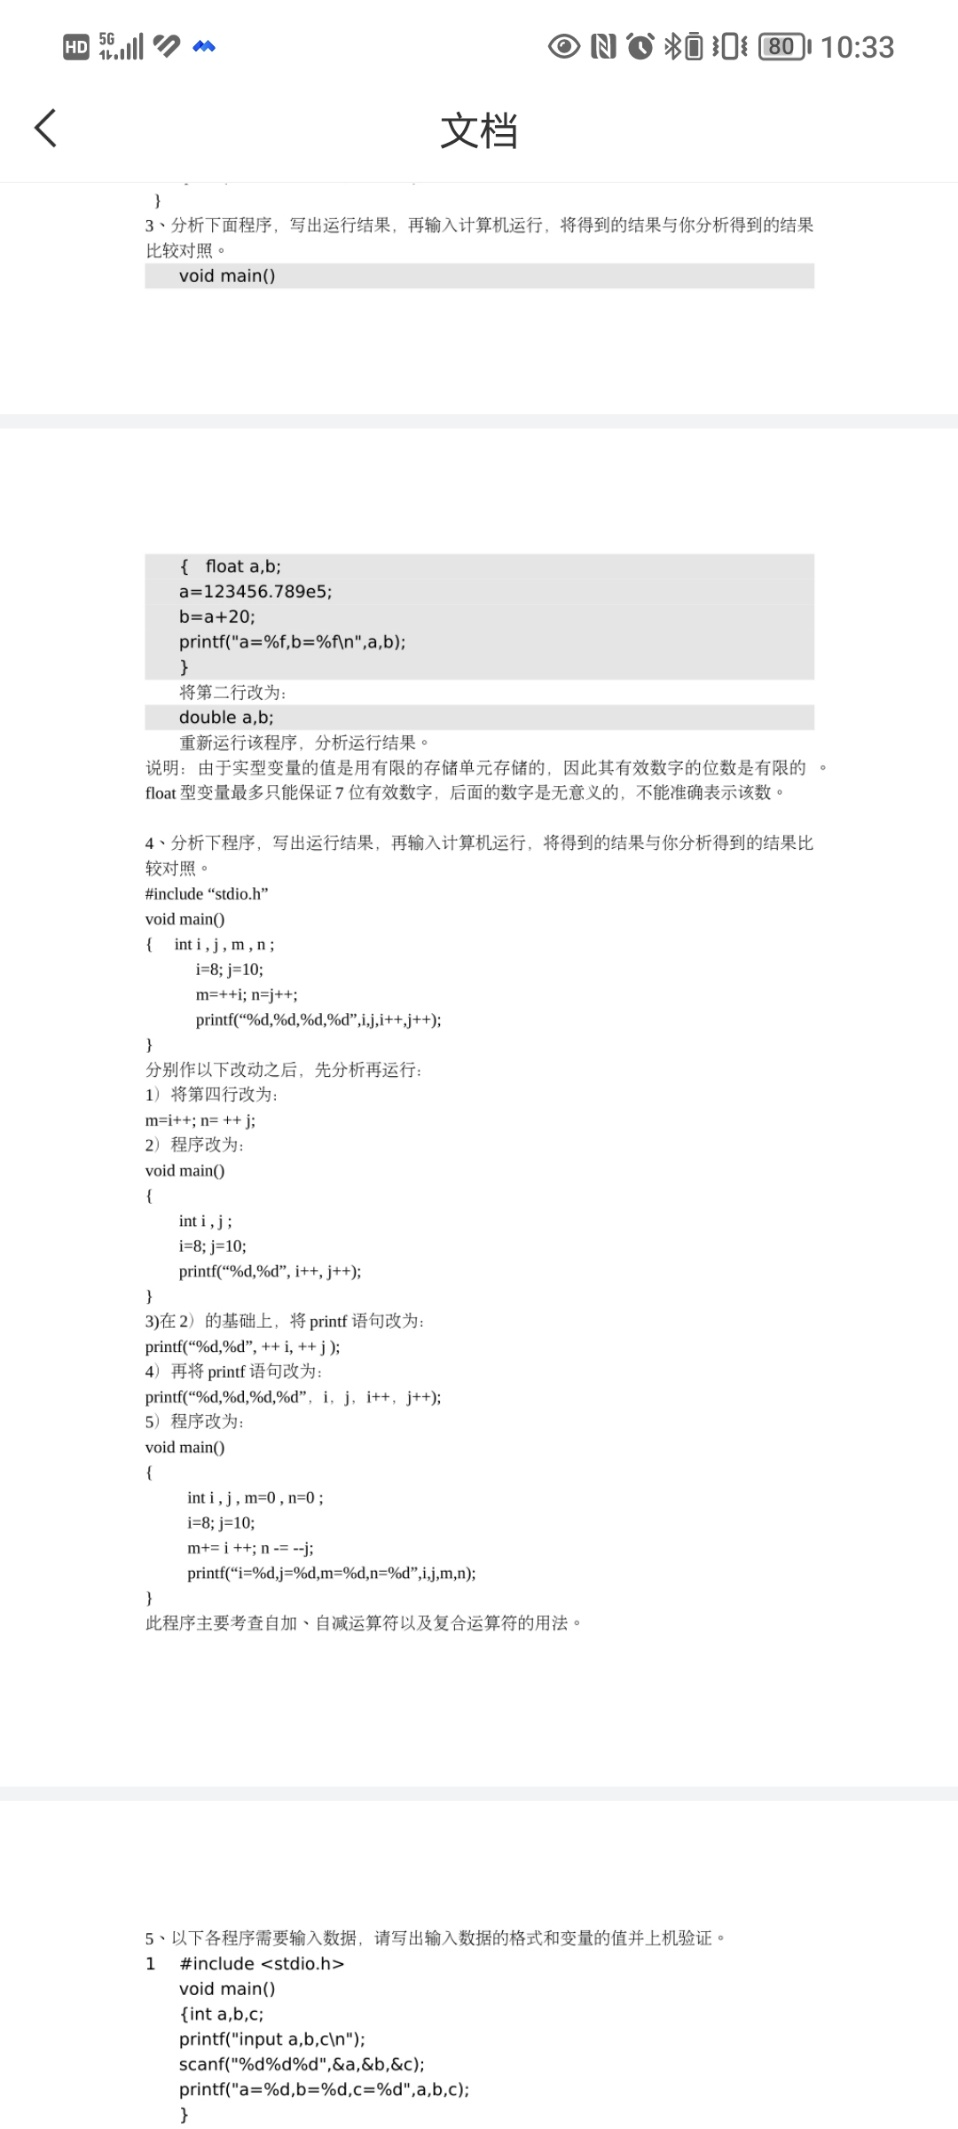 HD 5G 80 10:33
文档
}
3、分析下面程序，写出运行结果，再输入计算机运行，将得到的结果与你分析得到的结果
比较对照。
void main()
{ float a,b;
a=123456.789e5;
b=a+20;
printf("a=%f,b=%f\n",a,b);
}
将第二行改为：
double a,b;
重新运行该程序，分析运行结果。
说明：由于实型变量的值是用有限的存储单元存储的，因此其有效数字的位数是有限的 。
float 型变量最多只能保证 7 位有效数字，后面的数字是无意义的，不能准确表示该数。
4、分析下程序，写出运行结果，再输入计算机运行，将得到的结果与你分析得到的结果比
较对照。
#include “stdio.h”
void main()
{ int i , j , m , n ;
i=8; j=10;
m=++i; n=j++;
printf(“%d,%d,%d,%d”,i,j,i++,j++);
}
分别作以下改动之后，先分析再运行：
1）将第四行改为：
m=i++; n= ++ j;
2）程序改为：
void main()
{
int i , j ;
i=8; j=10;
printf(“%d,%d”, i++, j++);
}
3)在 2）的基础上，将 printf 语句改为：
printf(“%d,%d”, ++ i, ++ j );
4）再将 printf 语句改为：
printf(“%d,%d,%d,%d”，i，j，i++，j++);
5）程序改为：
void main()
{
int i , j , m=0 , n=0 ;
i=8; j=10;
m+= i ++; n -= --j;
printf(“i=%d,j=%d,m=%d,n=%d”,i,j,m,n);
}
此程序主要考查自加、自减运算符以及复合运算符的用法。
5、以下各程序需要输入数据，请写出输入数据的格式和变量的值并上机验证。
1 #include <stdio.h>
void main()
{int a,b,c;
printf("input a,b,c\n");
scanf("%d%d%d",&a,&b,&c);
printf("a=%d,b=%d,c=%d",a,b,c);
}